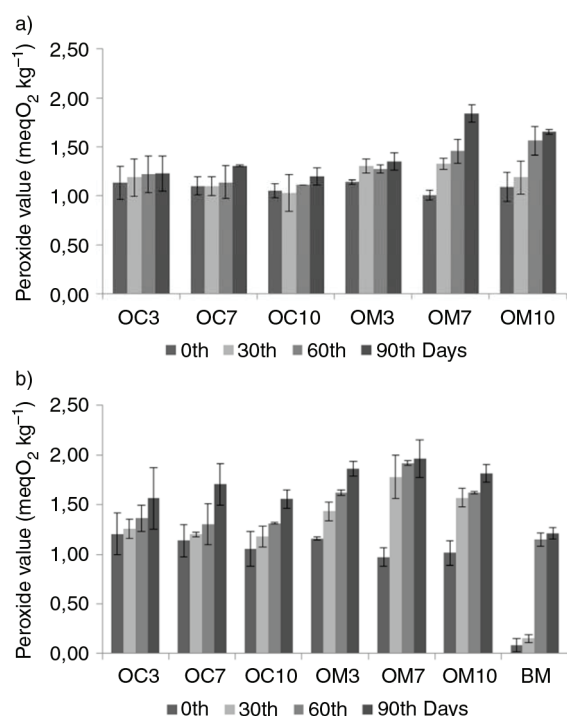 a)
Peroxide value (meqO₂ kg⁻¹)
2,50
2,00
1,50
1,00
0,50
0,00
OC3 OC7 OC10 OM3 OM7 OM10
0th 30th 60th 90th Days
b)
Peroxide value (meqO₂ kg⁻¹)
2,50
2,00
1,50
1,00
0,50
0,00
OC3 OC7 OC10 OM3 OM7 OM10 BM
0th 30th 60th 90th Days